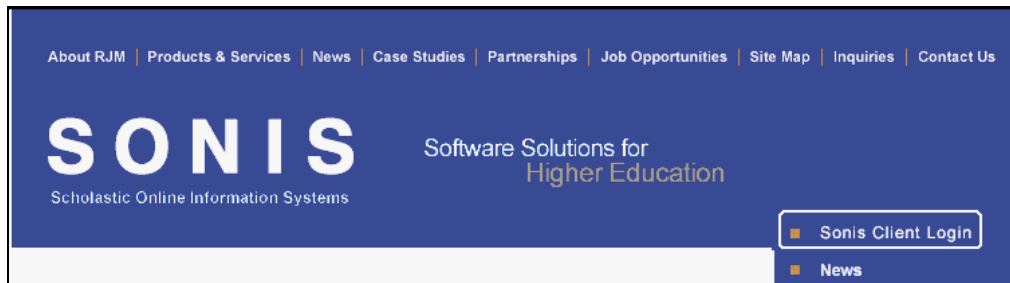 About RJM | Products & Services | News | Case Studies | Partnerships | Job Opportunities | Site Map | Inquiries | Contact Us
SONIS
Scholastic Online Information Systems
Software Solutions for
Higher Education
Sonis Client Login
News